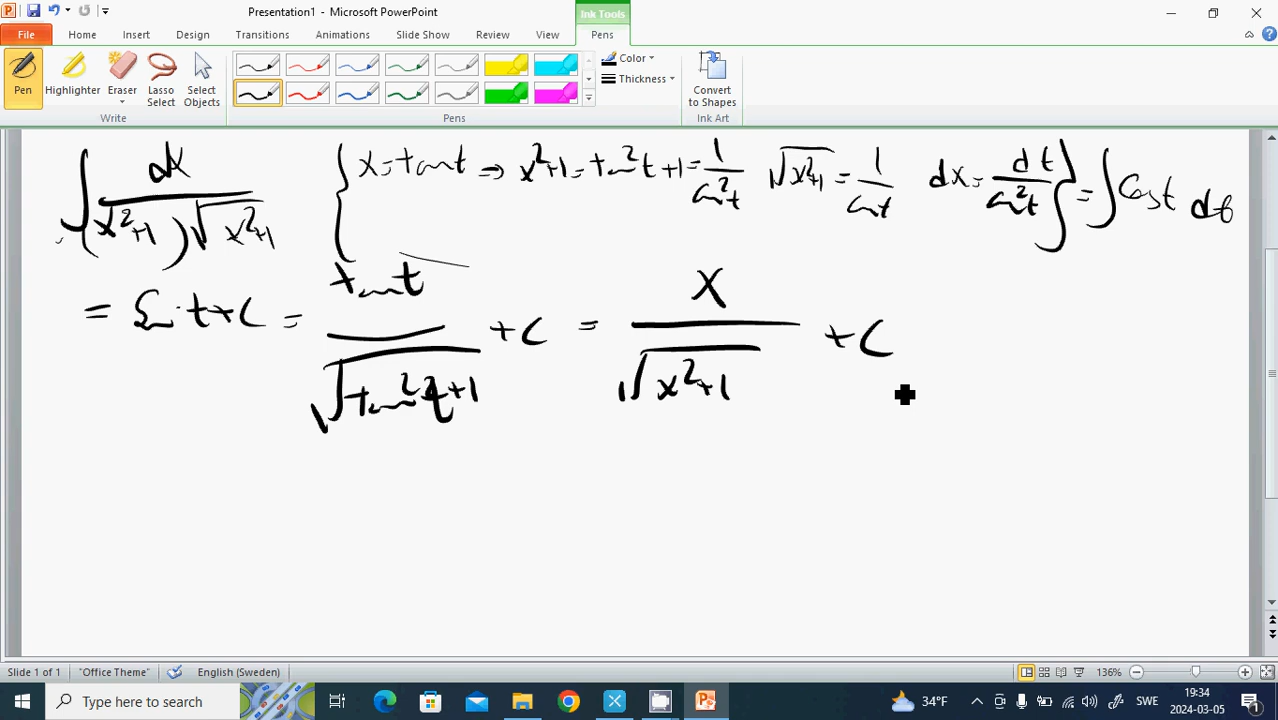 Presentation1 - Microsoft PowerPoint
Ink Tools
File Home Insert Design Transitions Animations Slide Show Review View Pens
Pen Highlighter Eraser Lasso Select Select Objects
Color
Thickness
Convert to Shapes
Write Pens Ink Art
∫ dx / (x²+1)√(x²+1) { x = tan t ⇒ x²+1 = tan²t+1 = 1/cos²t √(x²+1) = 1/cos t dx = dt/cos²t } = ∫ Cos t dt
= Sin t + C = tan t / √(tan²t+1) + C = x / √(x²+1) + C
Slide 1 of 1 "Office Theme" English (Sweden) 136%
Type here to search 34°F SWE 19:34
2024-03-05 1